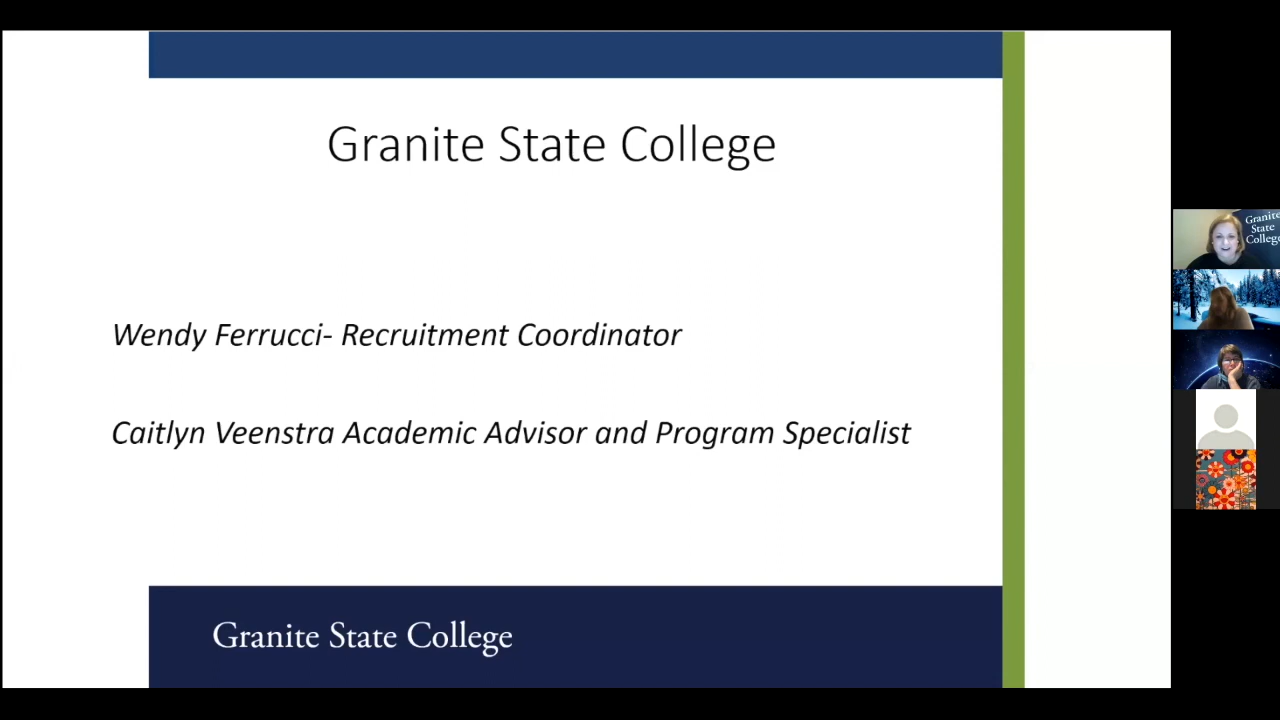 Granite State College
Wendy Ferrucci- Recruitment Coordinator
Caitlyn Veenstra Academic Advisor and Program Specialist
Granite State College
Granite
State
College